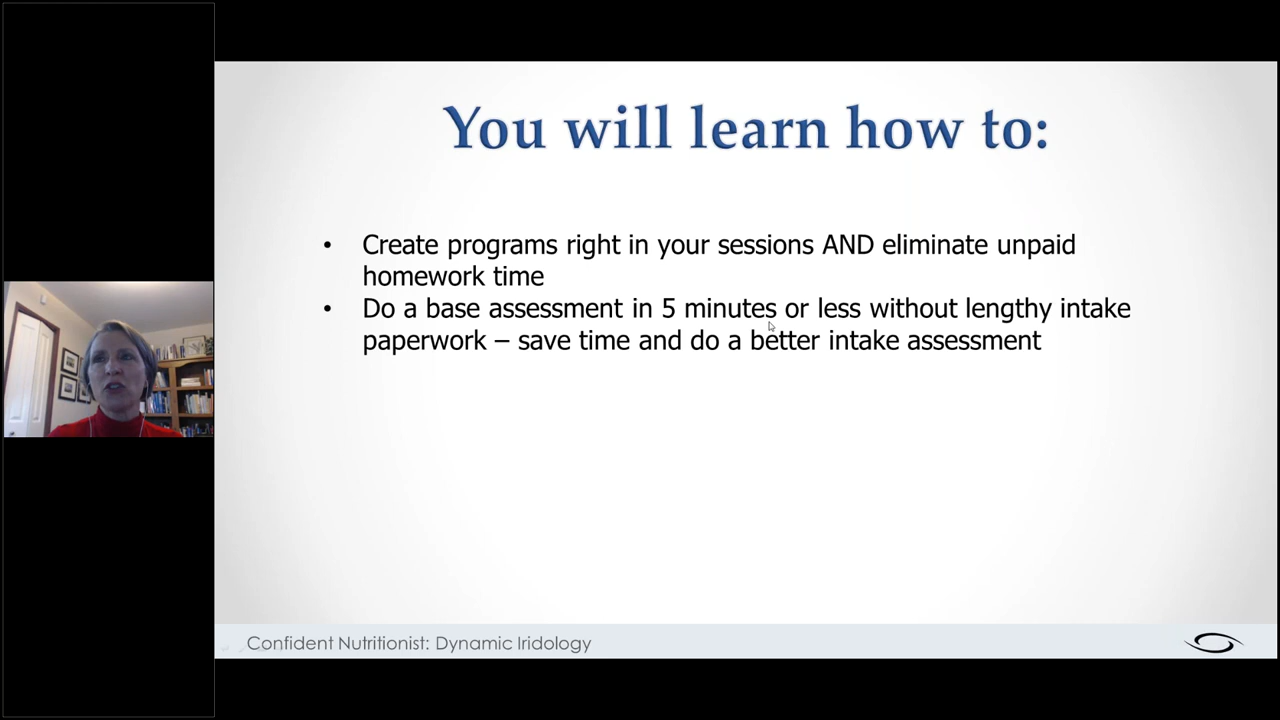 You will learn how to:
• Create programs right in your sessions AND eliminate unpaid
homework time
• Do a base assessment in 5 minutes or less without lengthy intake
paperwork – save time and do a better intake assessment
Confident Nutritionist: Dynamic Iridology